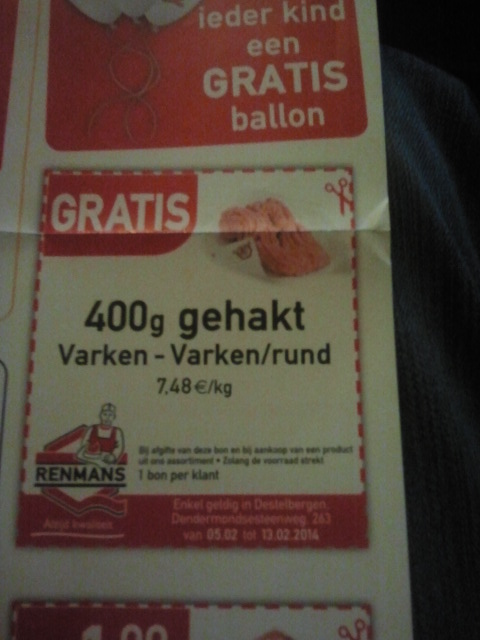 ieder kind
een
GRATIS
ballon
GRATIS
400g gehakt
Varken - Varken/rund
7,48 €/kg
Bij afgifte van deze bon en bij aankoop van een product
uit ons assortiment • Zolang de voorraad strekt
1 bon per klant
RENMANS
Altijd kwaliteit.
Enkel geldig in Destelbergen,
Dendermondsesteenweg 263
van 05.02 tot 13.02.2014